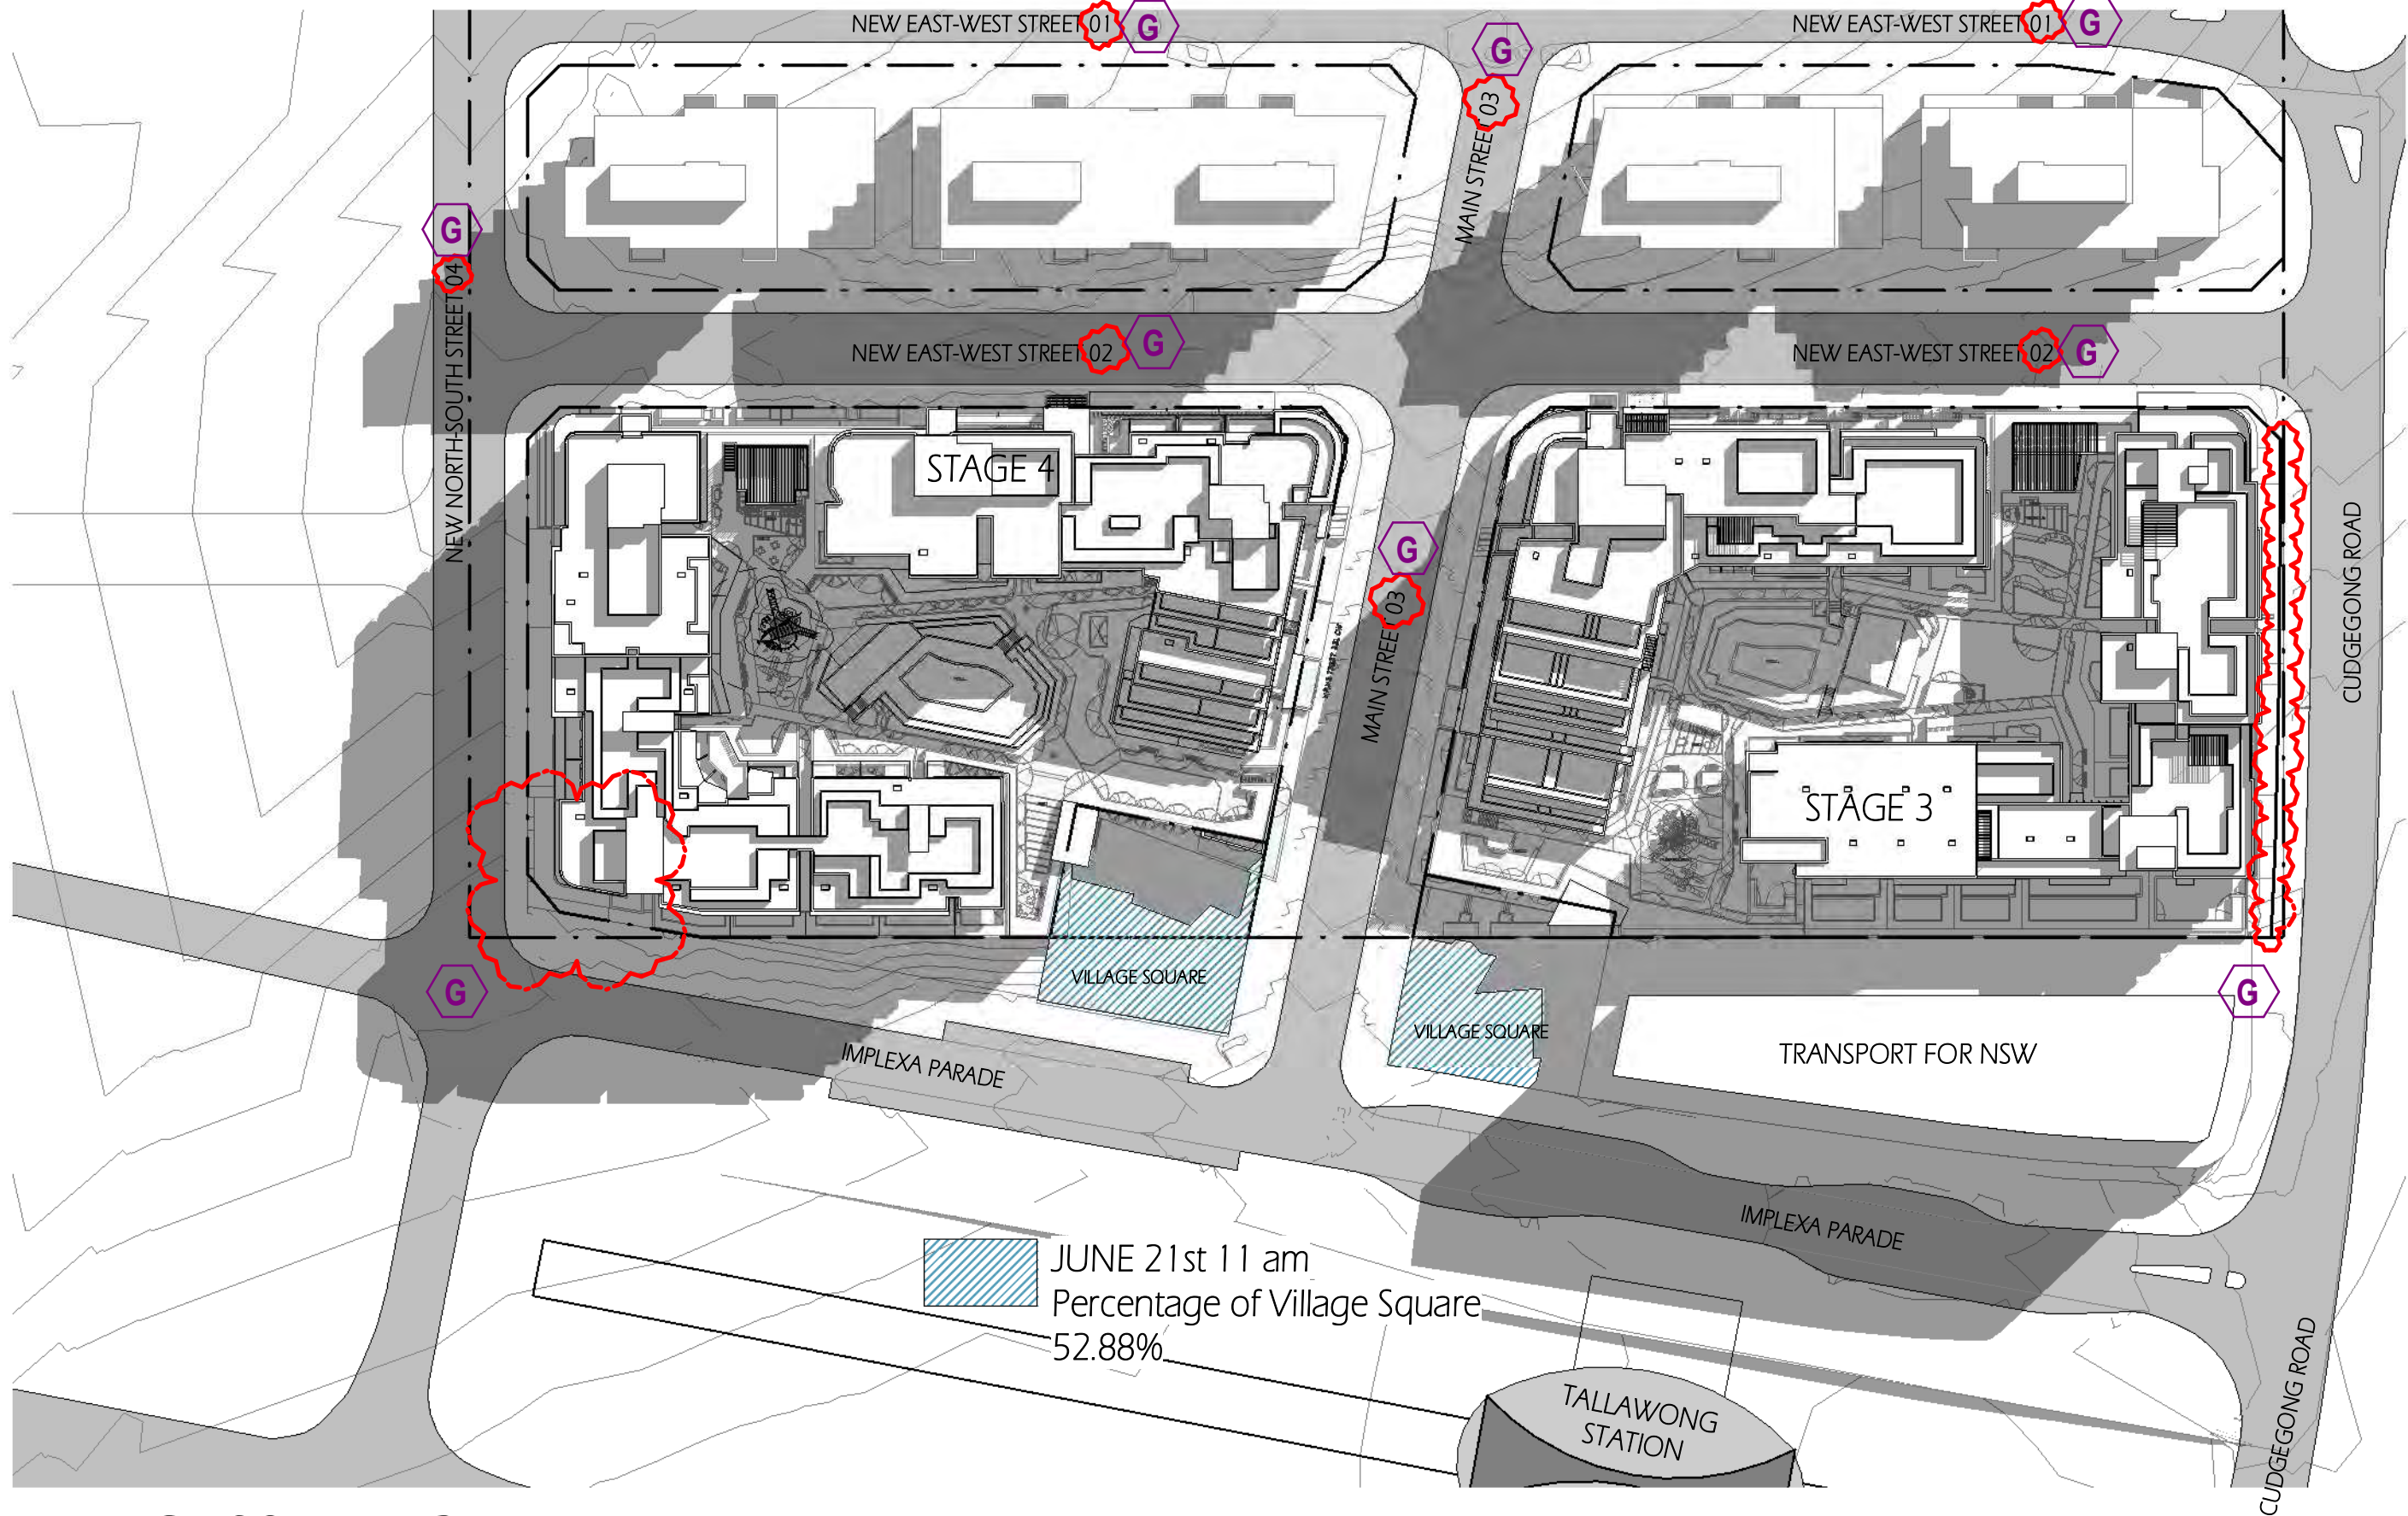 NEW EAST-WEST STREET 01
G
NEW EAST-WEST STREET 01
G
G
MAIN STREET 03
G
NEW NORTH-SOUTH STREET 04
NEW EAST-WEST STREET 02
G
NEW EAST-WEST STREET 02
G
STAGE 4
G
MAIN STREET 03
CUDGEGONG ROAD
STAGE 3
VILLAGE SQUARE
G
G
VILLAGE SQUARE
IMPLEXA PARADE
TRANSPORT FOR NSW
IMPLEXA PARADE
JUNE 21st 11 am
Percentage of Village Square
52.88%
TALLAWONG
STATION
CUDGEGONG ROAD